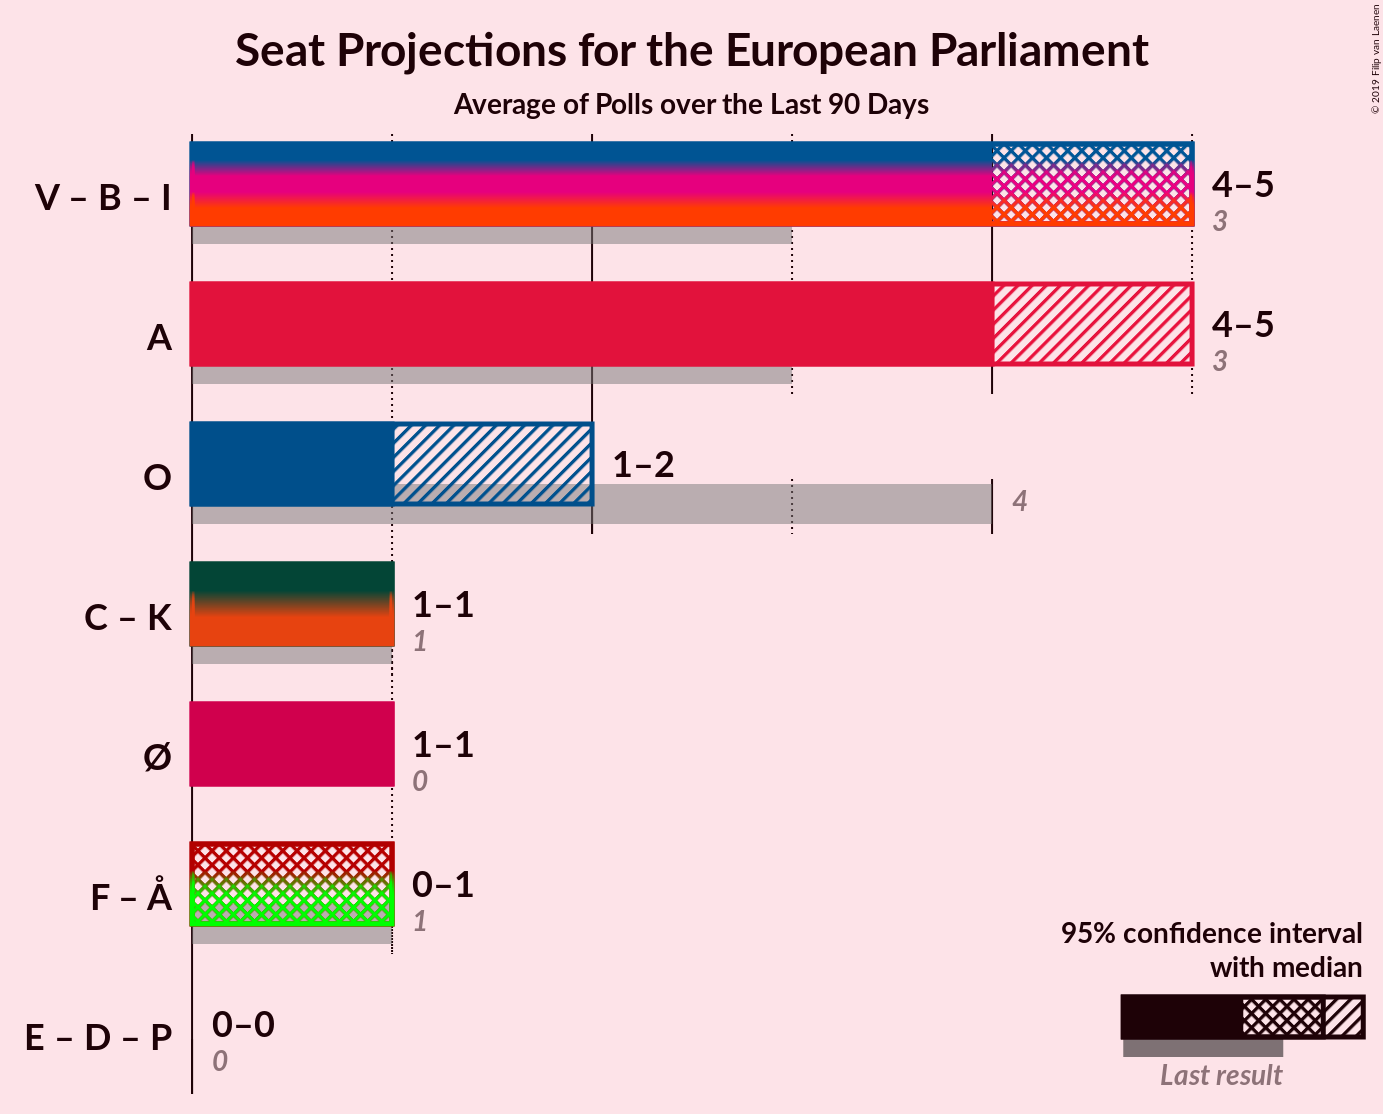 Seat Projections for the European Parliament
Average of Polls over the Last 90 Days
© 2019 Filip van Laenen
V – B – I
4–5
3
A
4–5
3
O
1–2
4
C – K
1–1
1
Ø
1–1
0
F – Å
0–1
1
E – D – P
0–0
0
95% confidence interval
with median
Last result